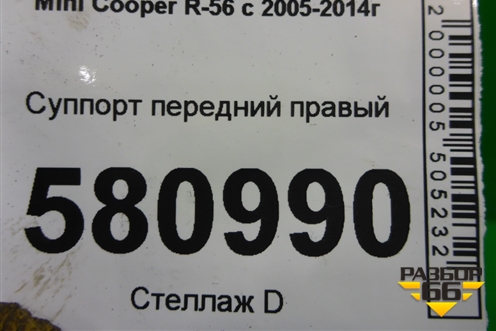 Mini Cooper R-56 с 2005-2014г
Суппорт передний правый
580990
Стеллаж D
2000005505232
РАЗБОР
66